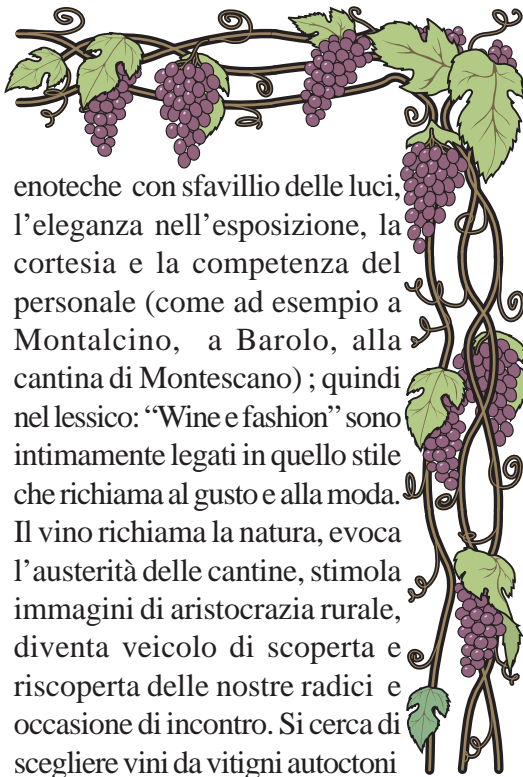 enoteche con sfavillio delle luci,
l'eleganza nell'esposizione, la
cortesia e la competenza del
personale (come ad esempio a
Montalcino, a Barolo, alla
cantina di Montescano) ; quindi
nel lessico: “Wine e fashion” sono
intimamente legati in quello stile
che richiama al gusto e alla moda.
Il vino richiama la natura, evoca
l'austerità delle cantine, stimola
immagini di aristocrazia rurale,
diventa veicolo di scoperta e
riscoperta delle nostre radici e
occasione di incontro. Si cerca di
scegliere vini da vitigni autoctoni